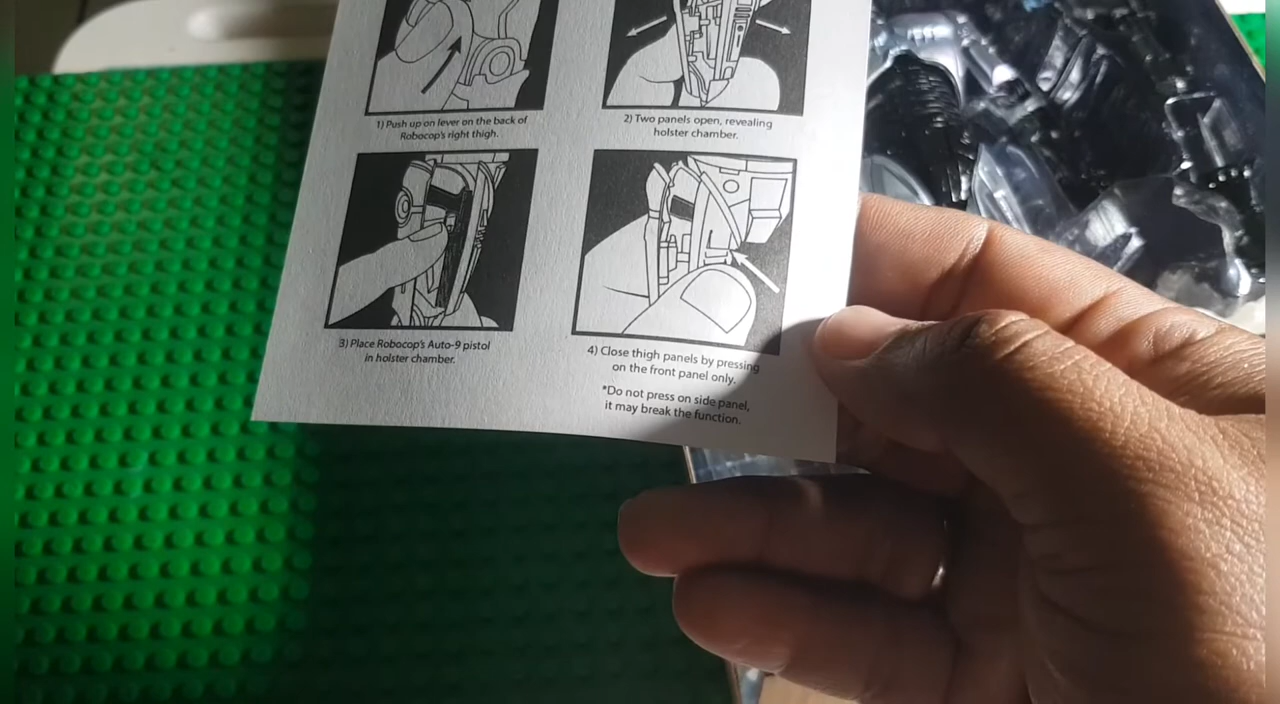 1) Push up on lever on the back of
Robocop's right thigh.
2) Two panels open, revealing
holster chamber.
3) Place Robocop's Auto-9 pistol
in holster chamber.
4) Close thigh panels by pressing
on the front panel only.
*Do not press on side panel,
it may break the function.